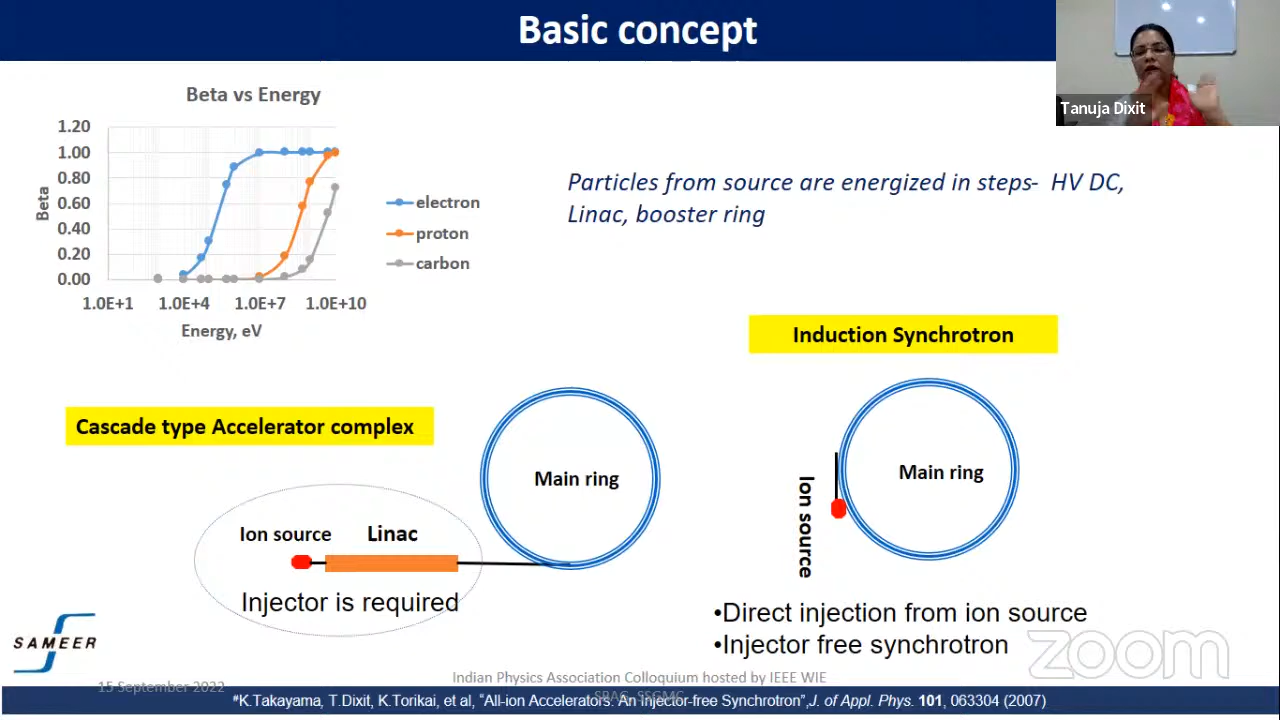 Basic concept
Tanuja Dixit
Beta vs Energy
1.20
1.00
0.80
0.60
0.40
0.20
0.00
Beta
1.0E+1 1.0E+4 1.0E+7 1.0E+10
Energy, eV
electron
proton
carbon
Particles from source are energized in steps- HV DC,
Linac, booster ring
Induction Synchrotron
Cascade type Accelerator complex
Main ring
Ion source
Linac
Injector is required
Main ring
Ion source
•Direct injection from ion source
•Injector free synchrotron
SAMEER
zoom
15 September 2022
Indian Physics Association Colloquium hosted by IEEE WIE
SBAG, SSGMC
#K.Takayama, T.Dixit, K.Torikai, et al, “All-ion Accelerators: An Injector-free Synchrotron”,J. of Appl. Phys. 101, 063304 (2007)